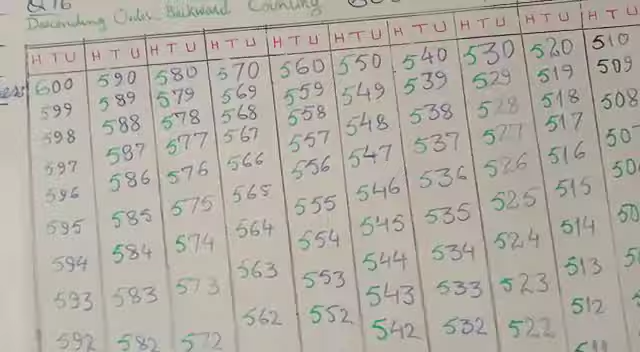 Q16
Descending Order Backward Counting
H T U H T U H T U H T U H T U H T U H T U H T U H T U H T U
600 590 580 570 560 550 540 530 520 510
599 589 579 569 559 549 539 529 519 509
598 588 578 568 558 548 538 528 518 508
597 587 577 567 557 547 537 527 517
596 586 576 566 556 546 536 526 516
595 585 575 565 555 545 535 525 515
594 584 574 564 554 544 534 524 514
593 583 573 563 553 543 533 523 513
592 582 572 562 552 542 532 522 512